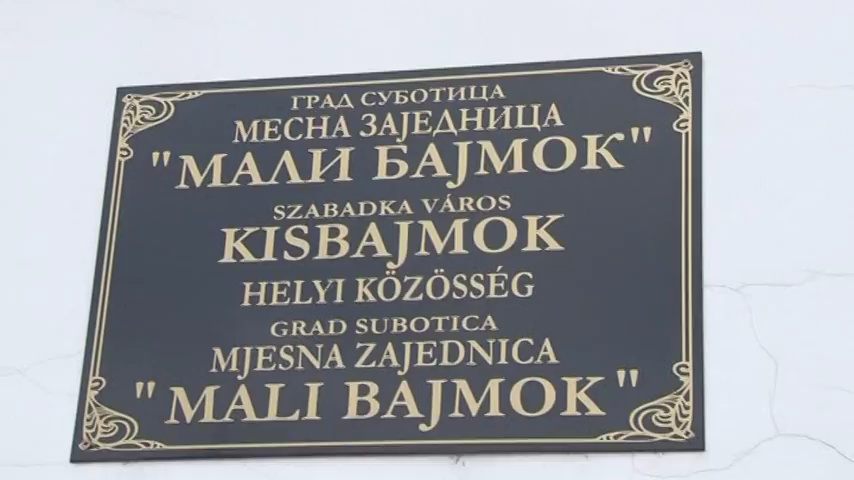 ГРАД СУБОТИЦА
МЕСНА ЗАЈЕДНИЦА
"МАЛИ БАЈМОК"
SZABADKA VÁROS
KISBAJMOK
HELYI KÖZÖSSÉG
GRAD SUBOTICA
MJESNA ZAJEDNICA
"MALI BAJMOK"